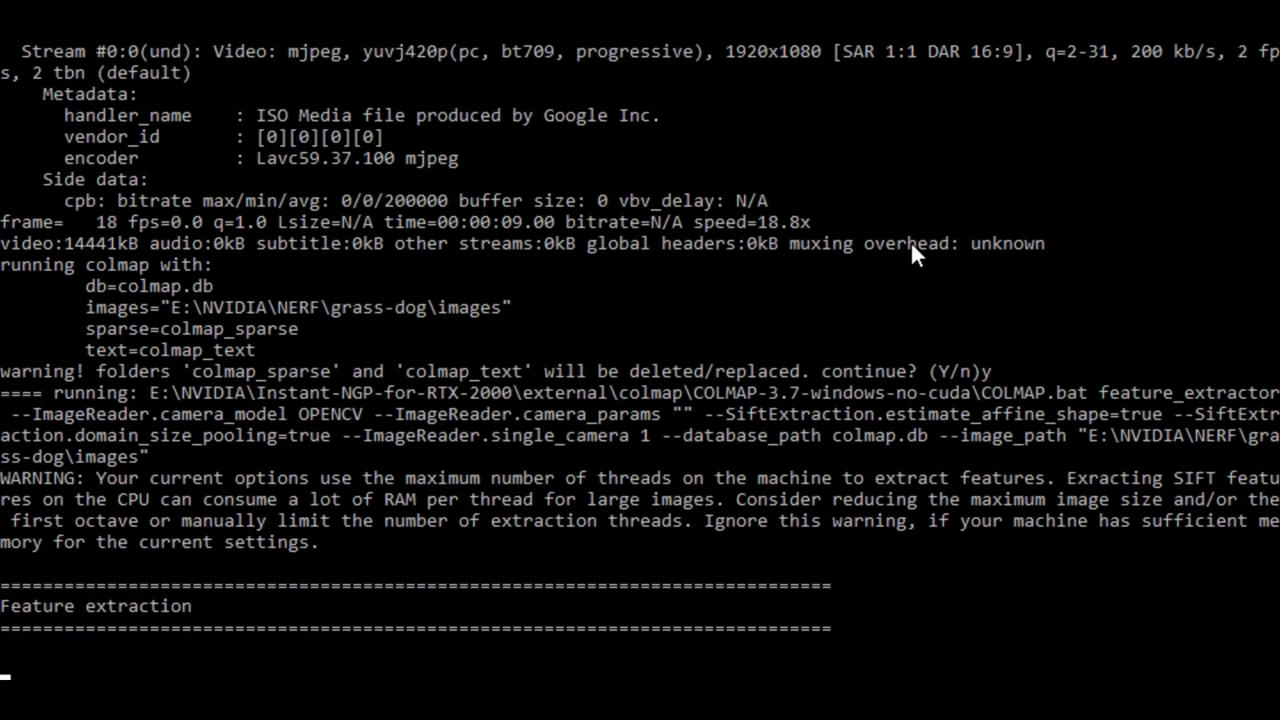 Stream #0:0(und): Video: mjpeg, yuvj420p(pc, bt709, progressive), 1920x1080 [SAR 1:1 DAR 16:9], q=2-31, 200 kb/s, 2 fp
s, 2 tbn (default)
Metadata:
handler_name    : ISO Media file produced by Google Inc.
vendor_id       : [0][0][0][0]
encoder         : Lavc59.37.100 mjpeg
Side data:
cpb: bitrate max/min/avg: 0/0/200000 buffer size: 0 vbv_delay: N/A
frame=   18 fps=0.0 q=1.0 Lsize=N/A time=00:00:09.00 bitrate=N/A speed=18.8x
video:14441kB audio:0kB subtitle:0kB other streams:0kB global headers:0kB muxing overhead: unknown
running colmap with:
db=colmap.db
images="E:\NVIDIA\NERF\grass-dog\images"
sparse=colmap_sparse
text=colmap_text
warning! folders 'colmap_sparse' and 'colmap_text' will be deleted/replaced. continue? (Y/n)y
==== running: E:\NVIDIA\Instant-NGP-for-RTX-2000\external\colmap\COLMAP-3.7-windows-no-cuda\COLMAP.bat feature_extractor
--ImageReader.camera_model OPENCV --ImageReader.camera_params "" --SiftExtraction.estimate_affine_shape=true --SiftExtr
action.domain_size_pooling=true --ImageReader.single_camera 1 --database_path colmap.db --image_path "E:\NVIDIA\NERF\gra
ss-dog\images"
WARNING: Your current options use the maximum number of threads on the machine to extract features. Exracting SIFT featu
res on the CPU can consume a lot of RAM per thread for large images. Consider reducing the maximum image size and/or the
first octave or manually limit the number of extraction threads. Ignore this warning, if your machine has sufficient me
mory for the current settings.
==============================================================================
Feature extraction
==============================================================================